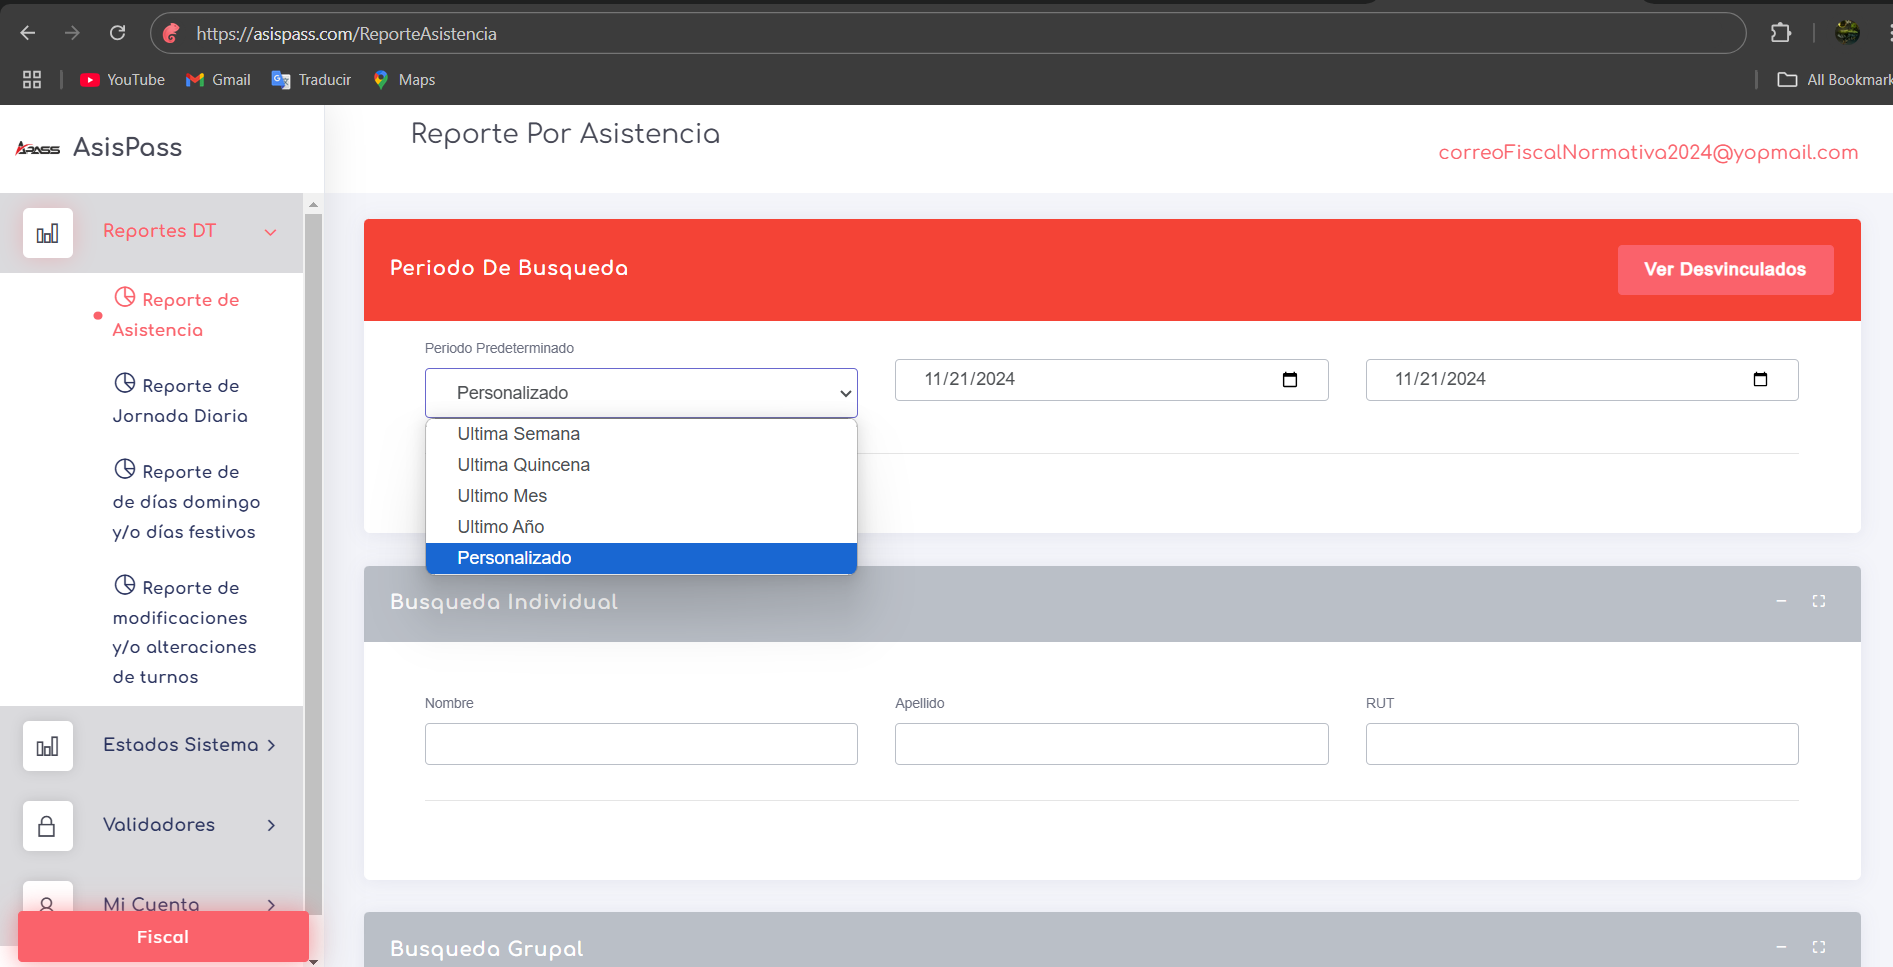 https://asispass.com/ReporteAsistencia
YouTube
Gmail
Traducir
Maps
All Bookmark
APASS
AsisPass
Reporte Por Asistencia
correoFiscalNormativa2024@yopmail.com
Reportes DT
Reporte de
Asistencia
Reporte de
Jornada Diaria
Reporte de
de días domingo
y/o días festivos
Reporte de
modificaciones
y/o alteraciones
de turnos
Estados Sistema
Validadores
Mi Cuenta
Fiscal
Periodo De Busqueda
Ver Desvinculados
Periodo Predeterminado
Personalizado
11/21/2024
11/21/2024
Ultima Semana
Ultima Quincena
Ultimo Mes
Ultimo Año
Personalizado
Busqueda Individual
Nombre
Apellido
RUT
Busqueda Grupal